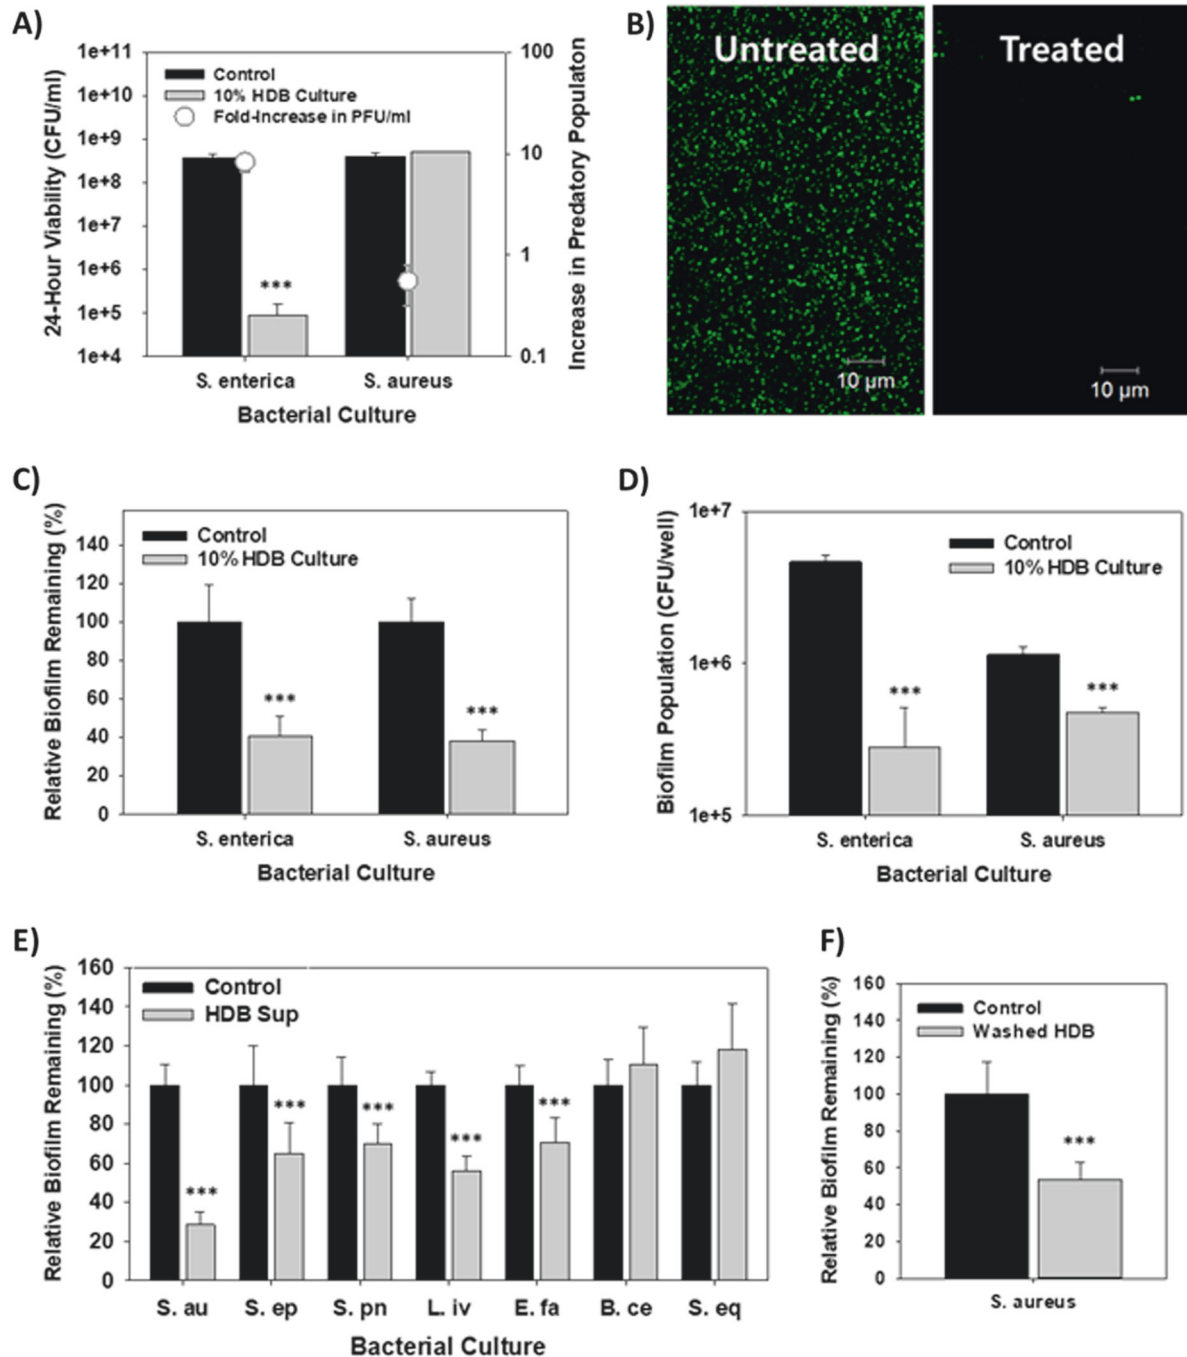 A)
24-Hour Viability (CFU/ml)
1e+11
1e+10
1e+9
1e+8
1e+7
1e+6
1e+5
1e+4
Control
10% HDB Culture
Fold-Increase in PFU/ml
***
100
10
1
0.1
Increase in Predatory Populaton
S. enterica
S. aureus
Bacterial Culture
B)
Untreated
10 µm
Treated
10 µm
C)
Relative Biofilm Remaining (%)
140
120
100
80
60
40
20
0
Control
10% HDB Culture
***
***
S. enterica
S. aureus
Bacterial Culture
D)
Biofilm Population (CFU/well)
1e+7
1e+6
1e+5
Control
10% HDB Culture
***
***
S. enterica
S. aureus
Bacterial Culture
E)
Relative Biofilm Remaining (%)
160
140
120
100
80
60
40
20
0
Control
HDB Sup
***
***
***
***
***
S. au
S. ep
S. pn
L. iv
E. fa
B. ce
S. eq
Bacterial Culture
F)
Relative Biofilm Remaining (%)
160
140
120
100
80
60
40
20
0
Control
Washed HDB
***
S. aureus